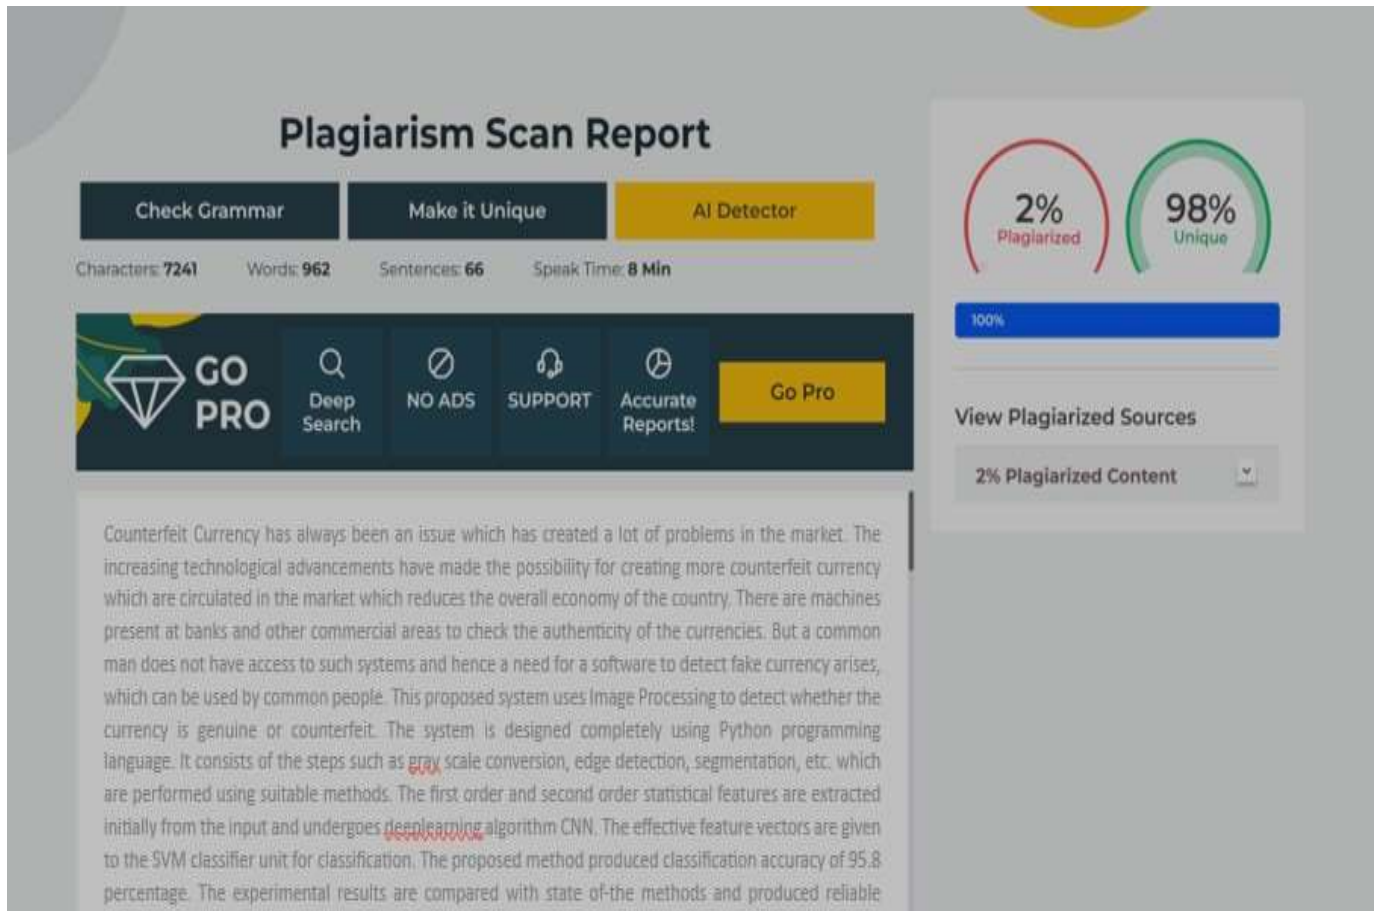 Plagiarism Scan Report
Check Grammar
Make it Unique
AI Detector
Characters: 7241 Words: 962 Sentences: 66 Speak Time: 8 Min
GO
PRO
Deep
Search
NO ADS
SUPPORT
Accurate
Reports!
Go Pro
Counterfeit Currency has always been an issue which has created a lot of problems in the market. The
increasing technological advancements have made the possibility for creating more counterfeit currency
which are circulated in the market which reduces the overall economy of the country. There are machines
present at banks and other commercial areas to check the authenticity of the currencies. But a common
man does not have access to such systems and hence a need for a software to detect fake currency arises,
which can be used by common people. This proposed system uses Image Processing to detect whether the
currency is genuine or counterfeit. The system is designed completely using Python programming
language. It consists of the steps such as gray scale conversion, edge detection, segmentation, etc. which
are performed using suitable methods. The first order and second order statistical features are extracted
initially from the input and undergoes deeplearning algorithm CNN. The effective feature vectors are given
to the SVM classifier unit for classification. The proposed method produced classification accuracy of 95.8
percentage. The experimental results are compared with state of-the methods and produced reliable
2%
Plagiarized
98%
Unique
100%
View Plagiarized Sources
2% Plagiarized Content